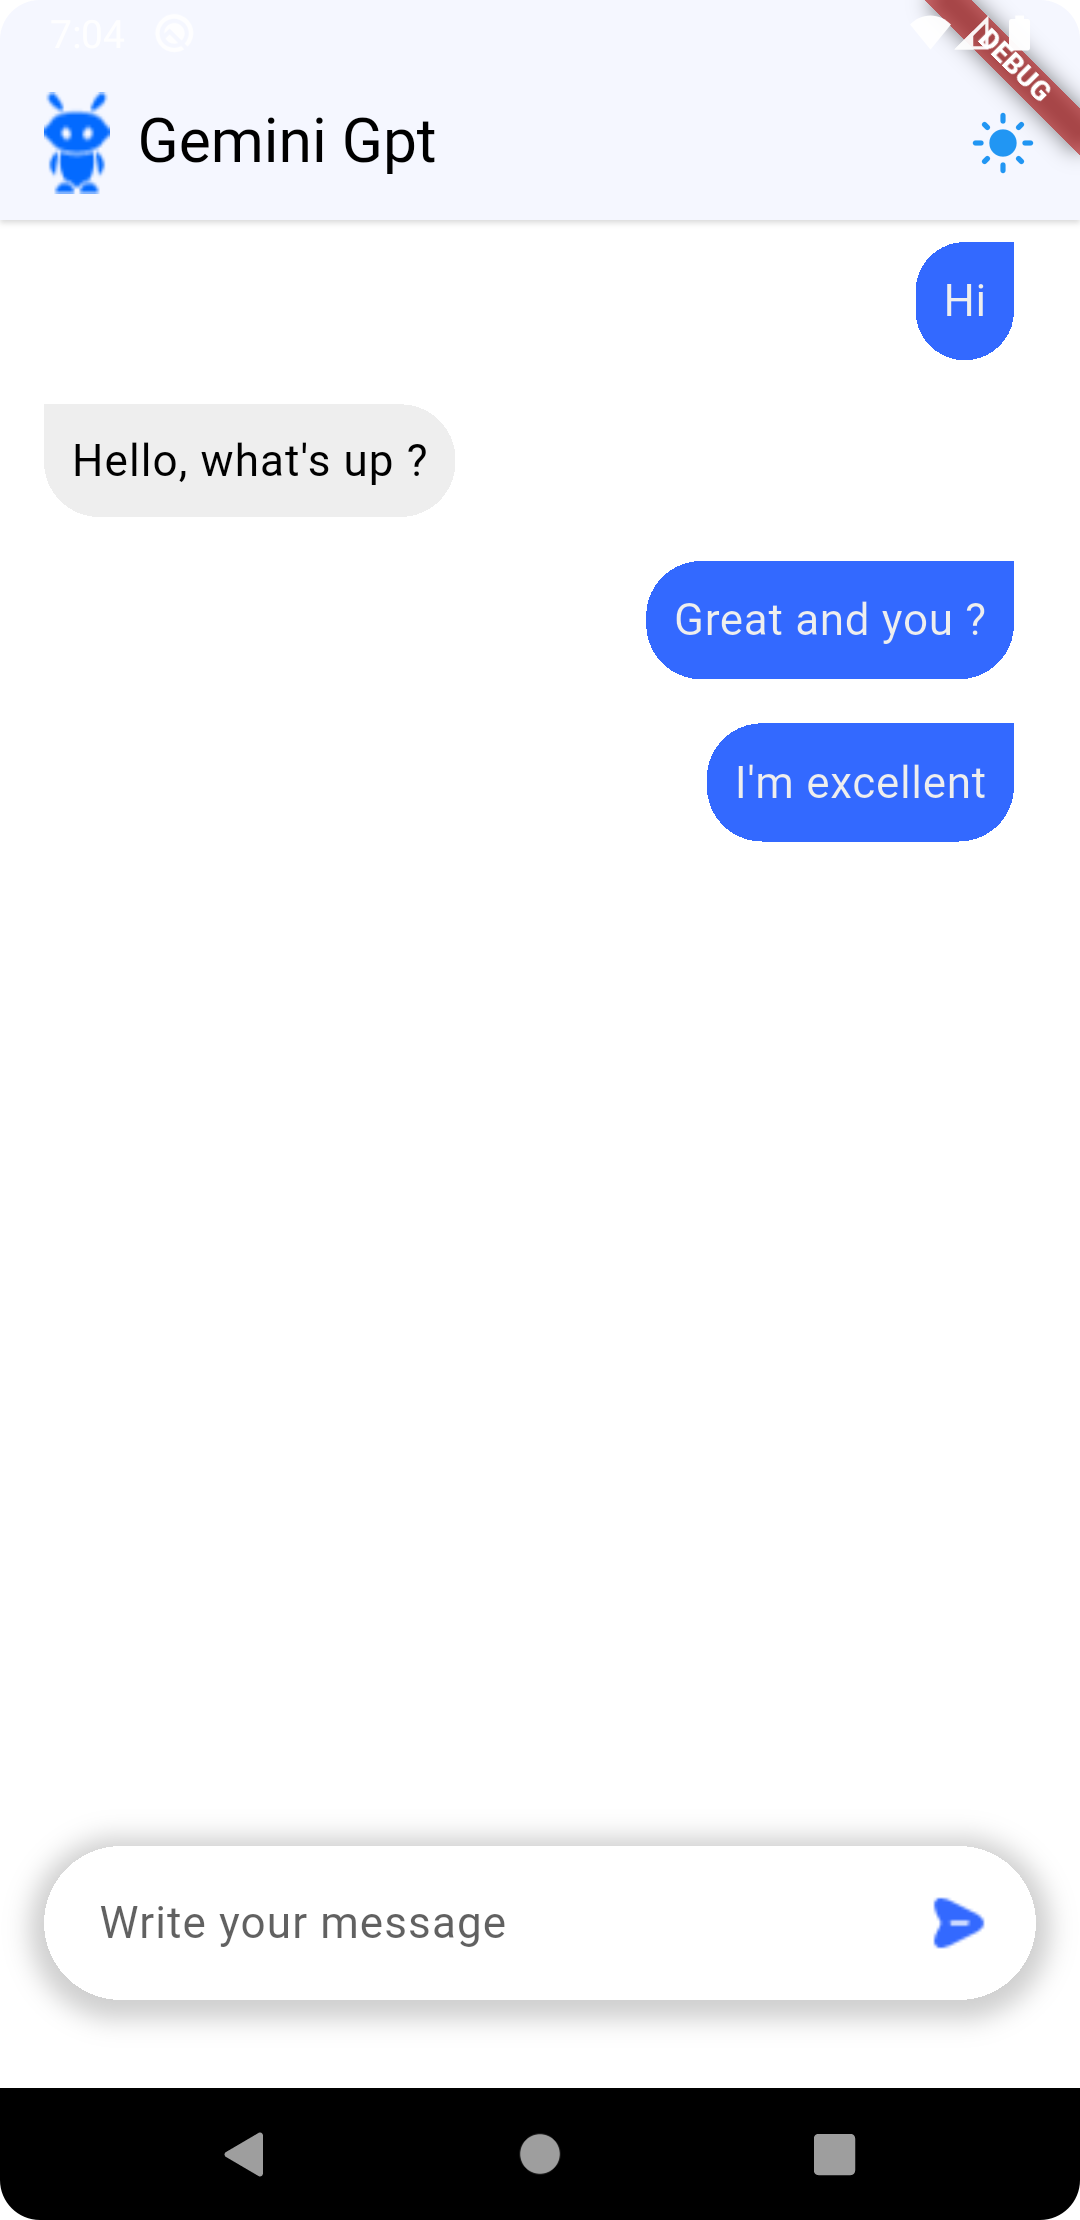 7:04
DEBUG
Gemini Gpt
Hi
Hello, what's up ?
Great and you ?
I'm excellent
Write your message